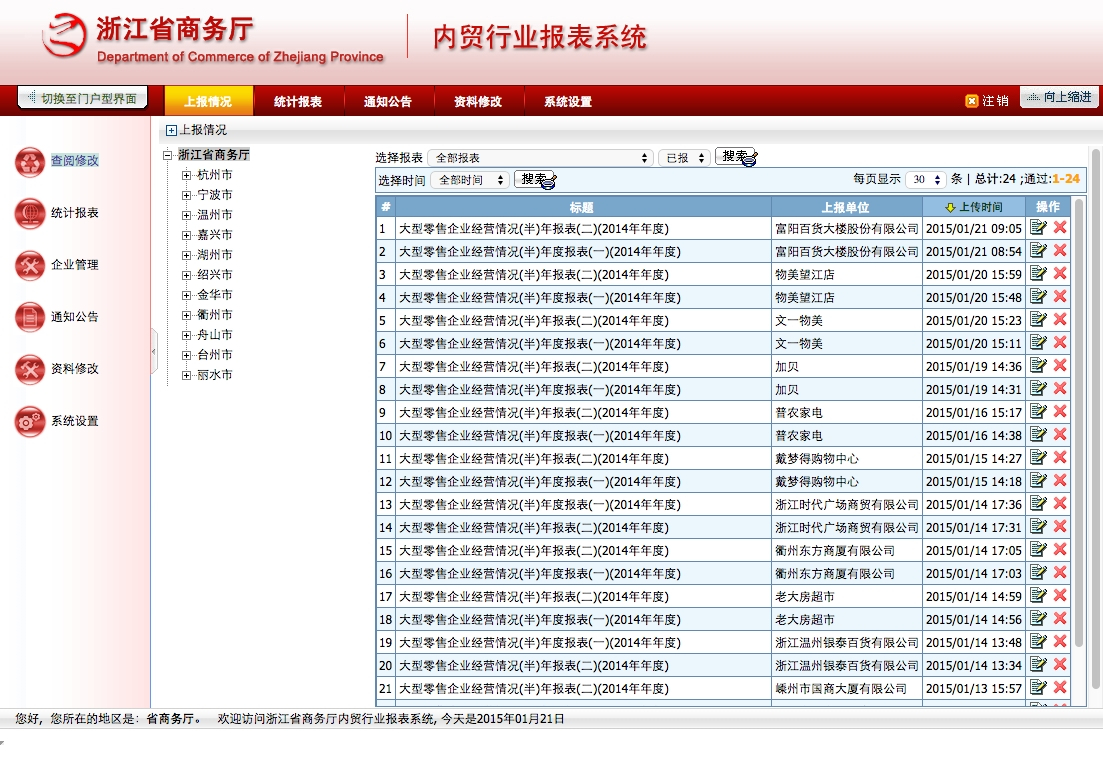 浙江省商务厅
Department of Commerce of Zhejiang Province
内贸行业报表系统
切换至门户型界面 上报情况 统计报表 通知公告 资料修改 系统设置 注销 向上缩进
查阅修改
统计报表
企业管理
通知公告
资料修改
系统设置
上报情况
浙江省商务厅
杭州市
宁波市
温州市
嘉兴市
湖州市
绍兴市
金华市
衢州市
舟山市
台州市
丽水市
选择报表 全部报表 已报 搜索
选择时间 全部时间 搜索 每页显示 30 条 | 总计:24 ;通过:1-24
# 标题 上报单位 上传时间 操作
1 大型零售企业经营情况(半)年报表(二)(2014年年度) 富阳百货大楼股份有限公司 2015/01/21 09:05
2 大型零售企业经营情况(半)年度报表(一)(2014年年度) 富阳百货大楼股份有限公司 2015/01/21 08:54
3 大型零售企业经营情况(半)年报表(二)(2014年年度) 物美望江店 2015/01/20 15:59
4 大型零售企业经营情况(半)年度报表(一)(2014年年度) 物美望江店 2015/01/20 15:48
5 大型零售企业经营情况(半)年报表(二)(2014年年度) 文一物美 2015/01/20 15:23
6 大型零售企业经营情况(半)年度报表(一)(2014年年度) 文一物美 2015/01/20 15:11
7 大型零售企业经营情况(半)年报表(二)(2014年年度) 加贝 2015/01/19 14:36
8 大型零售企业经营情况(半)年度报表(一)(2014年年度) 加贝 2015/01/19 14:31
9 大型零售企业经营情况(半)年报表(二)(2014年年度) 普农家电 2015/01/16 15:17
10 大型零售企业经营情况(半)年度报表(一)(2014年年度) 普农家电 2015/01/16 14:38
11 大型零售企业经营情况(半)年报表(二)(2014年年度) 戴梦得购物中心 2015/01/15 14:27
12 大型零售企业经营情况(半)年度报表(一)(2014年年度) 戴梦得购物中心 2015/01/15 14:18
13 大型零售企业经营情况(半)年度报表(一)(2014年年度) 浙江时代广场商贸有限公司 2015/01/14 17:36
14 大型零售企业经营情况(半)年报表(二)(2014年年度) 浙江时代广场商贸有限公司 2015/01/14 17:31
15 大型零售企业经营情况(半)年报表(二)(2014年年度) 衢州东方商厦有限公司 2015/01/14 17:05
16 大型零售企业经营情况(半)年度报表(一)(2014年年度) 衢州东方商厦有限公司 2015/01/14 17:03
17 大型零售企业经营情况(半)年报表(二)(2014年年度) 老大房超市 2015/01/14 14:59
18 大型零售企业经营情况(半)年度报表(一)(2014年年度) 老大房超市 2015/01/14 14:56
19 大型零售企业经营情况(半)年度报表(一)(2014年年度) 浙江温州银泰百货有限公司 2015/01/14 13:48
20 大型零售企业经营情况(半)年报表(二)(2014年年度) 浙江温州银泰百货有限公司 2015/01/14 13:34
21 大型零售企业经营情况(半)年报表(二)(2014年年度) 嵊州市国商大厦有限公司 2015/01/13 15:57
您好，您所在的地区是：省商务厅。 欢迎访问浙江省商务厅内贸行业报表系统, 今天是2015年01月21日